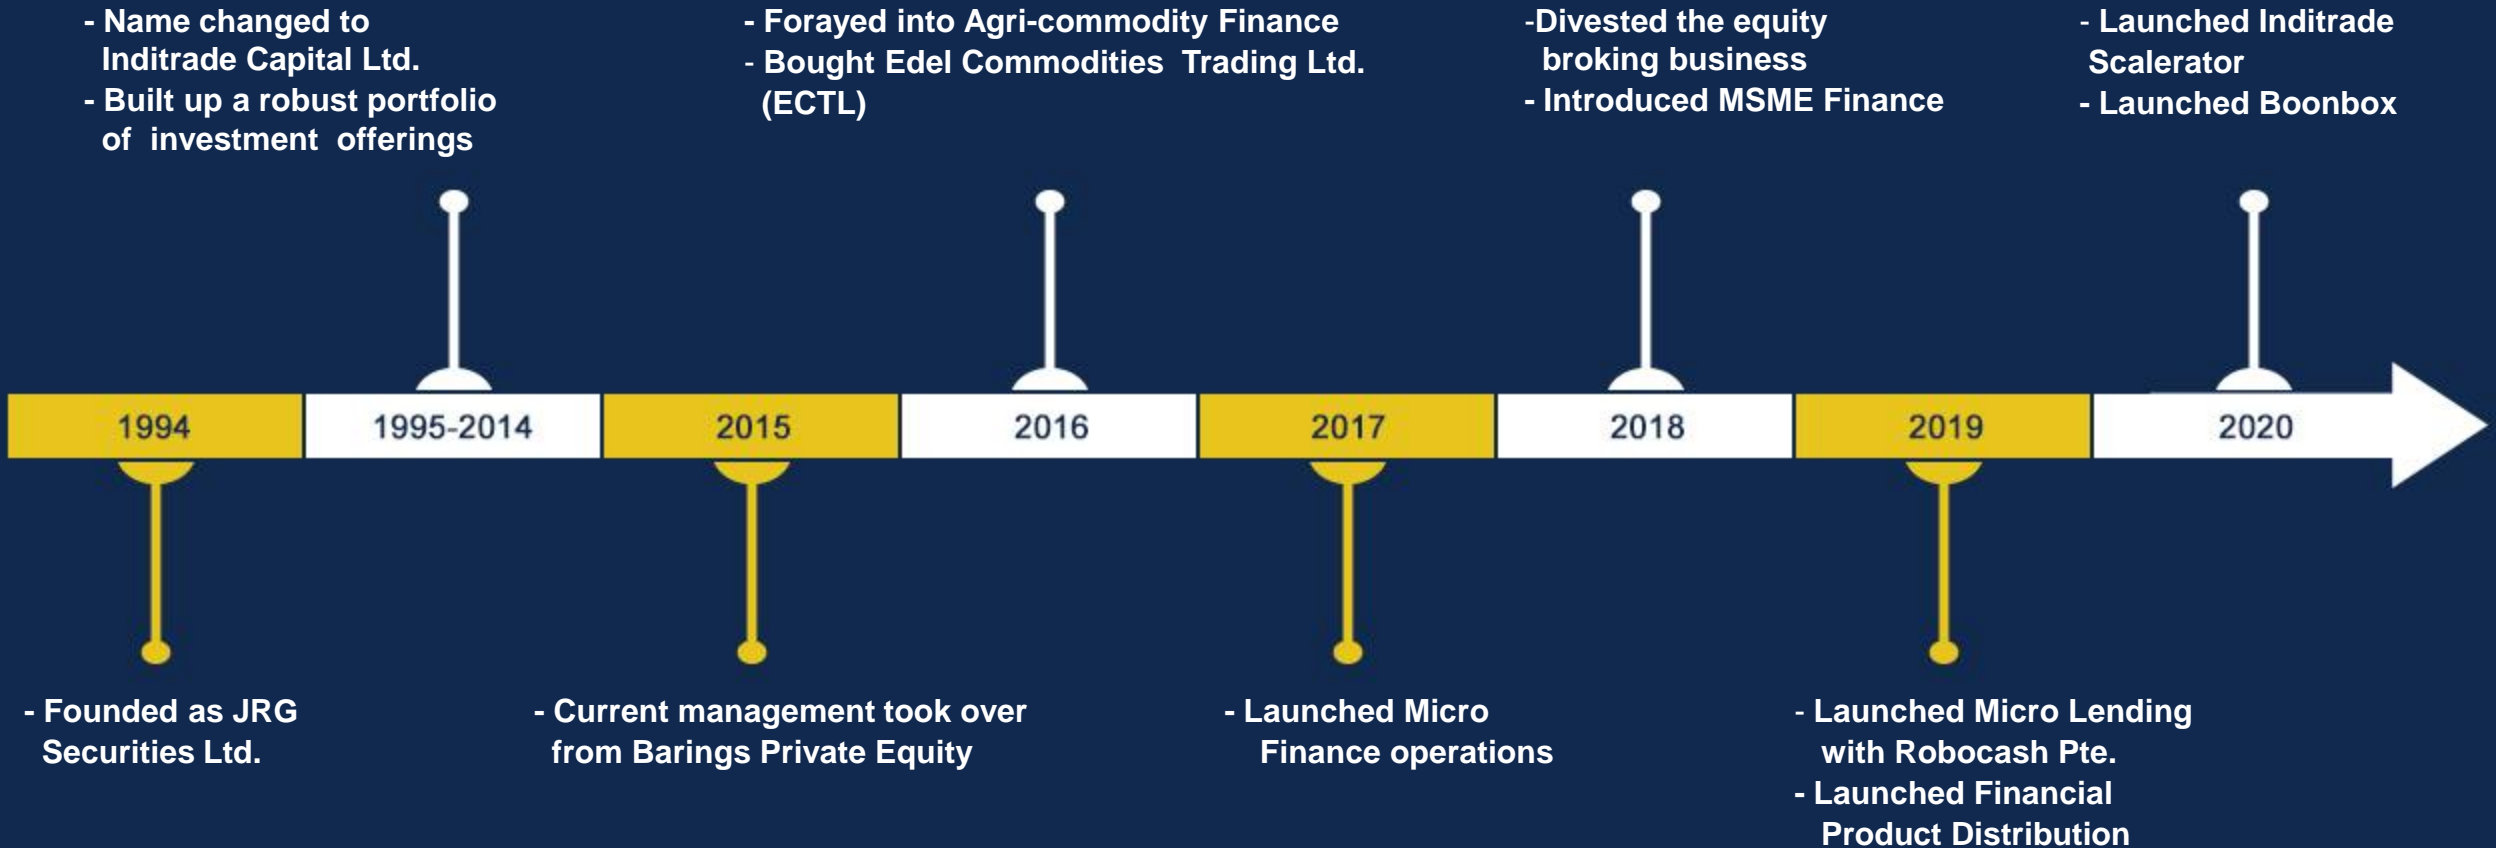 - Name changed to
Inditrade Capital Ltd.
- Built up a robust portfolio
of investment offerings
- Forayed into Agri-commodity Finance
- Bought Edel Commodities Trading Ltd.
(ECTL)
-Divested the equity
broking business
- Introduced MSME Finance
- Launched Inditrade
Scalerator
- Launched Boonbox
1994
1995-2014
2015
2016
2017
2018
2019
2020
- Founded as JRG
Securities Ltd.
- Current management took over
from Barings Private Equity
- Launched Micro
Finance operations
- Launched Micro Lending
with Robocash Pte.
- Launched Financial
Product Distribution